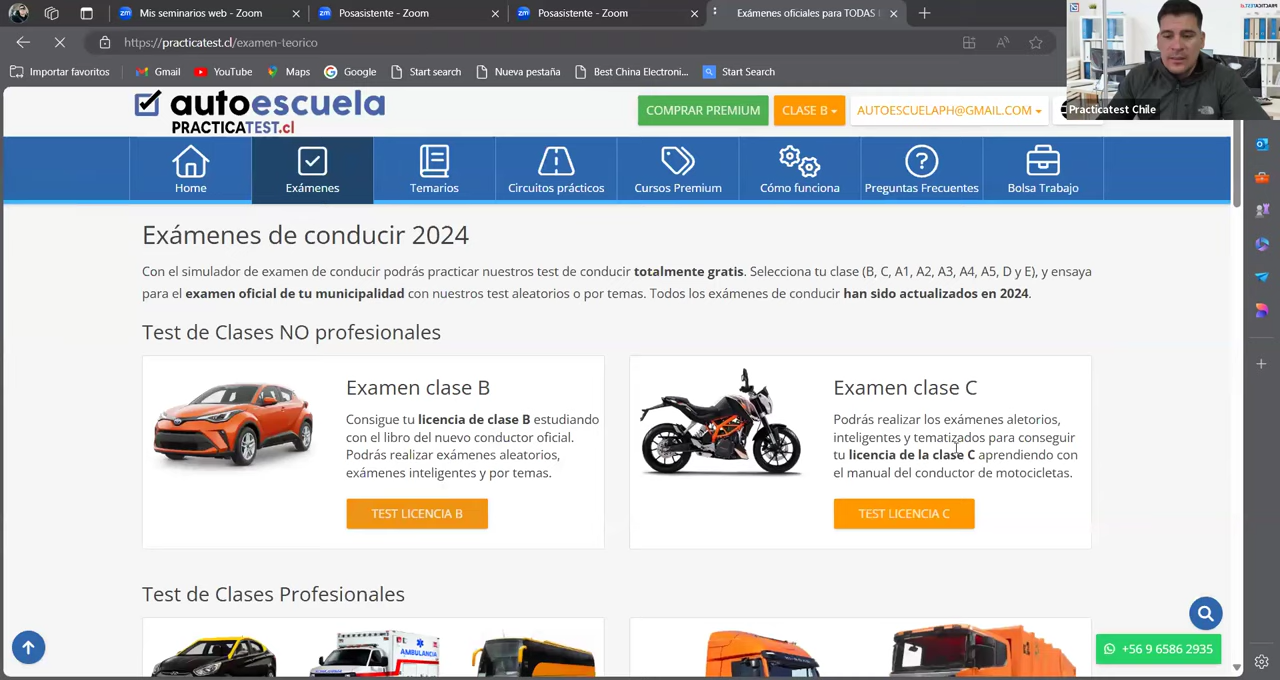 Mis seminarios web - Zoom
Posasistente - Zoom
Posasistente - Zoom
Exámenes oficiales para TODAS
https://practicatest.cl/examen-teorico
Importar favoritos
Gmail
YouTube
Maps
Google
Start search
Nueva pestaña
Best China Electroni...
Start Search
Practicatest Chile
autoescuela
PRACTICATEST.cl
COMPRAR PREMIUM
CLASE B
AUTOESCUELAPH@GMAIL.COM
Home
Exámenes
Temarios
Circuitos prácticos
Cursos Premium
Cómo funciona
Preguntas Frecuentes
Bolsa Trabajo
Exámenes de conducir 2024
Con el simulador de examen de conducir podrás practicar nuestros test de conducir totalmente gratis. Selecciona tu clase (B, C, A1, A2, A3, A4, A5, D y E), y ensaya
para el examen oficial de tu municipalidad con nuestros test aleatorios o por temas. Todos los exámenes de conducir han sido actualizados en 2024.
Test de Clases NO profesionales
Examen clase B
Consigue tu licencia de clase B estudiando
con el libro del nuevo conductor oficial.
Podrás realizar exámenes aleatorios,
exámenes inteligentes y por temas.
TEST LICENCIA B
Examen clase C
Podrás realizar los exámenes aletorios,
inteligentes y tematizados para conseguir
tu licencia de la clase C aprendiendo con
el manual del conductor de motocicletas.
TEST LICENCIA C
Test de Clases Profesionales
+56 9 6586 2935